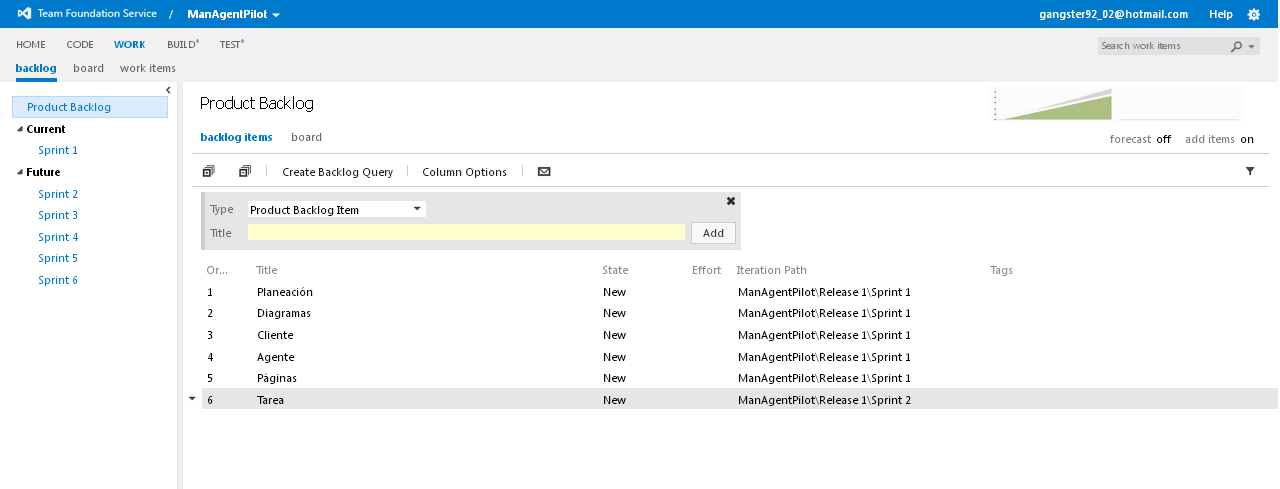 Team Foundation Service / ManAgentPilot gangster92_02@hotmail.com Help
HOME CODE WORK BUILD* TEST* Search work items
backlog board work items
Product Backlog
Current
Sprint 1
Future
Sprint 2
Sprint 3
Sprint 4
Sprint 5
Sprint 6
Product Backlog
backlog items board forecast off add items on
Create Backlog Query Column Options
Type Product Backlog Item
Title Add
Or... Title State Effort Iteration Path Tags
1 Planeación New ManAgentPilot\Release 1\Sprint 1
2 Diagramas New ManAgentPilot\Release 1\Sprint 1
3 Cliente New ManAgentPilot\Release 1\Sprint 1
4 Agente New ManAgentPilot\Release 1\Sprint 1
5 Páginas New ManAgentPilot\Release 1\Sprint 1
6 Tarea New ManAgentPilot\Release 1\Sprint 2